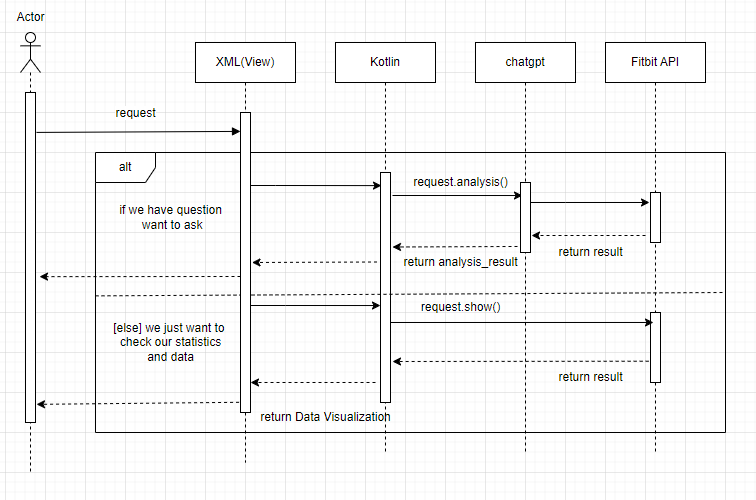 Actor
XML(View)
Kotlin
chatgpt
Fitbit API
request
alt
request.analysis()
if we have question
want to ask
return result
return analysis_result
request.show()
[else] we just want to
check our statistics
and data
return result
return Data Visualization